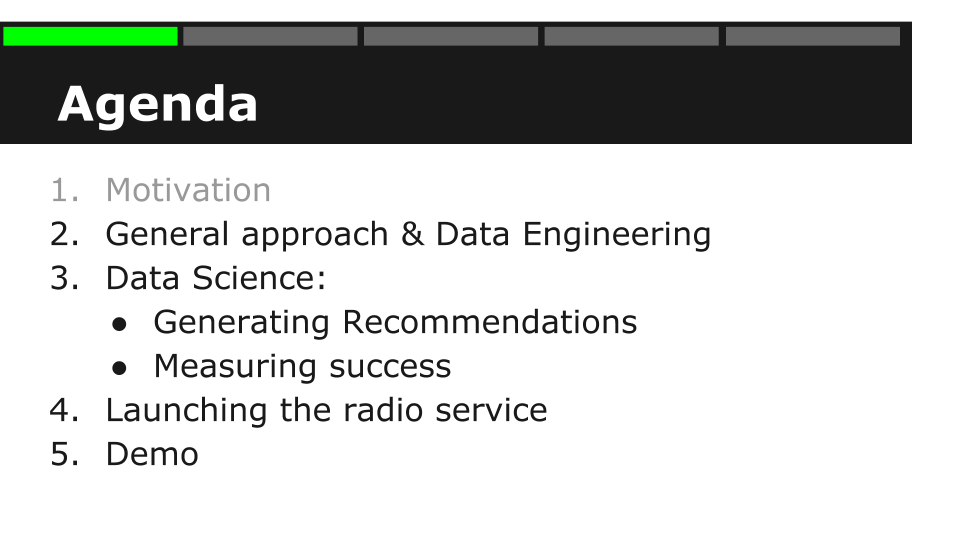 Agenda
1. Motivation
2. General approach & Data Engineering
3. Data Science:
● Generating Recommendations
● Measuring success
4. Launching the radio service
5. Demo